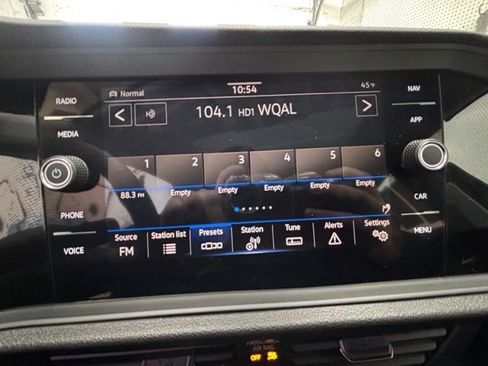 Normal 10:54 45°F
RADIO
NAV
104.1 HD1 WQAL
MEDIA
APP
1 2 3 4 5 6
88.3 FM Empty Empty Empty Empty Empty
PHONE
CAR
Source Station list Presets Station Tune Alerts Settings
FM
VOICE
MENU
AIR BAG
OFF